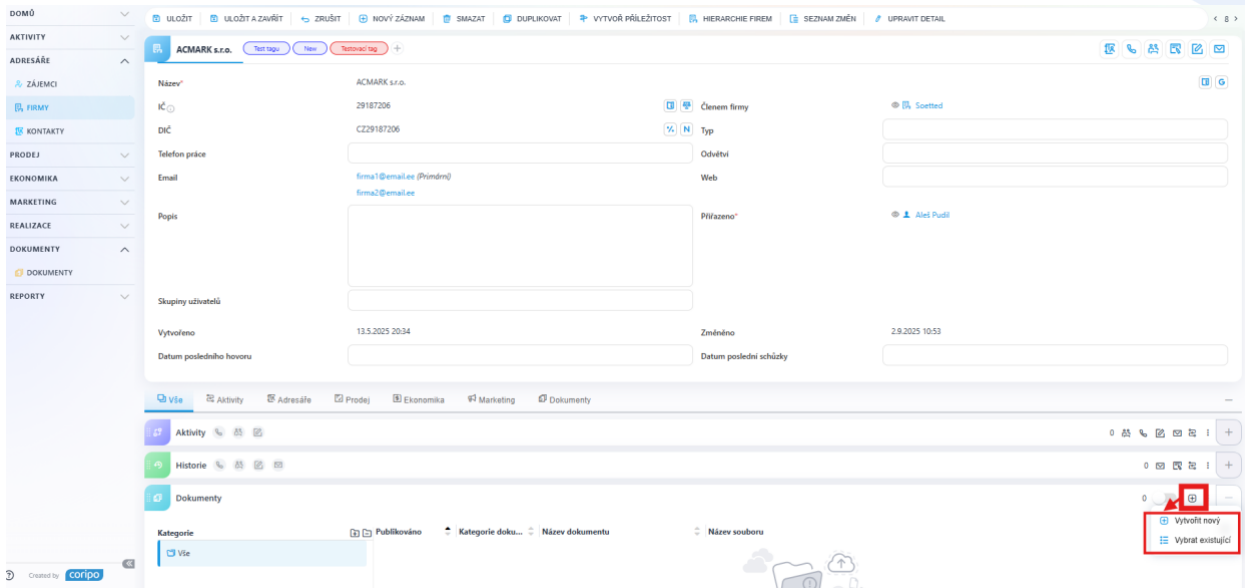 DOMŮ
AKTIVITY
ADRESÁŘE
ZÁJEMCI
FIRMY
KONTAKTY
PRODEJ
EKONOMIKA
MARKETING
REALIZACE
DOKUMENTY
DOKUMENTY
REPORTY
Created by coripo
ULOŽIT ULOŽIT A ZAVŘÍT ZRUŠIT NOVÝ ZÁZNAM SMAZAT DUPLIKOVAT VYTVOŘ PŘÍLEŽITOST HIERARCHIE FIREM SEZNAM ZMĚN UPRAVIT DETAIL 8
ACMARK s.r.o. Test tagu New Testovací tag
Název* ACMARK s.r.o.
IČ 29187206 Členem firmy Soetted
DIČ CZ29187206 Typ
Telefon práce Odvětví
Email firma1@email.ee (Primární) Web
firma2@email.ee
Popis Přiřazeno* Aleš Pudil
Skupiny uživatelů
Vytvořeno 13.5.2025 20:34 Změněno 2.9.2025 10:53
Datum posledního hovoru Datum poslední schůzky
Vše Aktivity Adresáře Prodej Ekonomika Marketing Dokumenty
Aktivity 0
Historie 0
Dokumenty 0
Vytvořit nový
Vybrat existující
Kategorie Publikováno Kategorie doku... Název dokumentu Název souboru
Vše